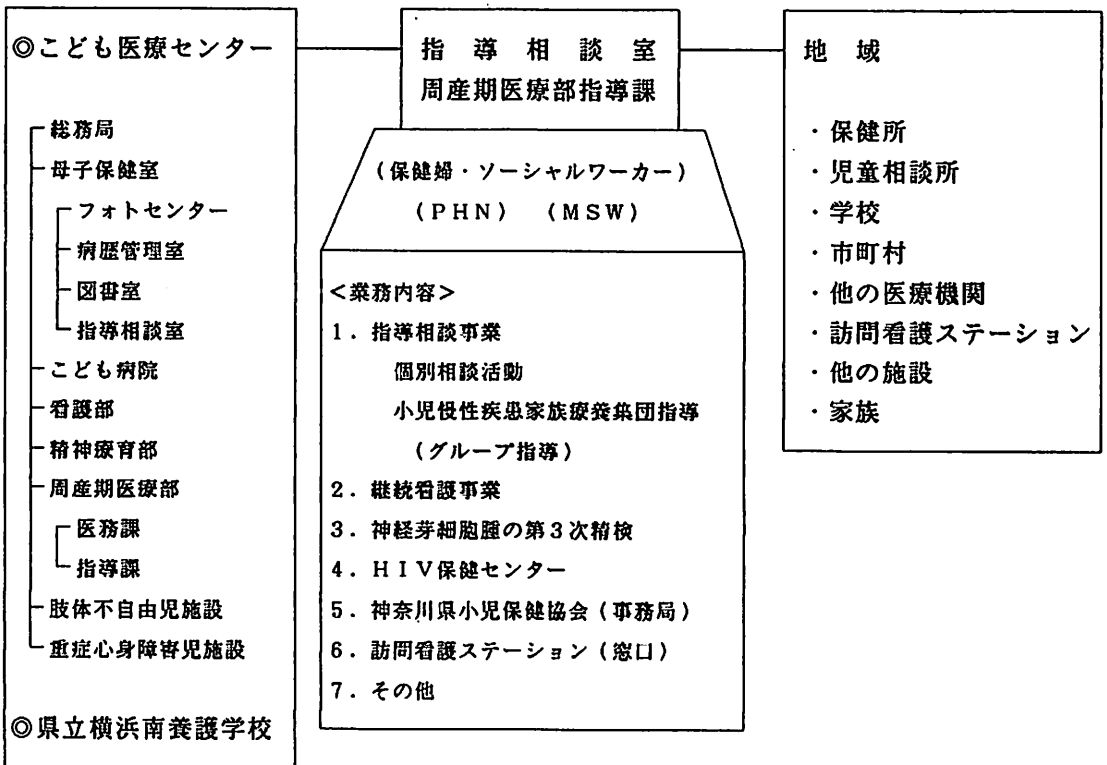 ◎こども医療センター
総務局
母子保健室
フォトセンター
病歴管理室
図書室
指導相談室
こども病院
看護部
精神療育部
周産期医療部
医務課
指導課
肢体不自由児施設
重症心身障害児施設
◎県立横浜南養護学校
指導相談室
周産期医療部指導課
（保健婦・ソーシャルワーカー）
（ＰＨＮ）　（ＭＳＷ）
＜業務内容＞
１．指導相談事業
個別相談活動
小児慢性疾患家族療養集団指導
（グループ指導）
２．継続看護事業
３．神経芽細胞腫の第３次精検
４．ＨＩＶ保健センター
５．神奈川県小児保健協会（事務局）
６．訪問看護ステーション（窓口）
７．その他
地　域
・保健所
・児童相談所
・学校
・市町村
・他の医療機関
・訪問看護ステーション
・他の施設
・家族